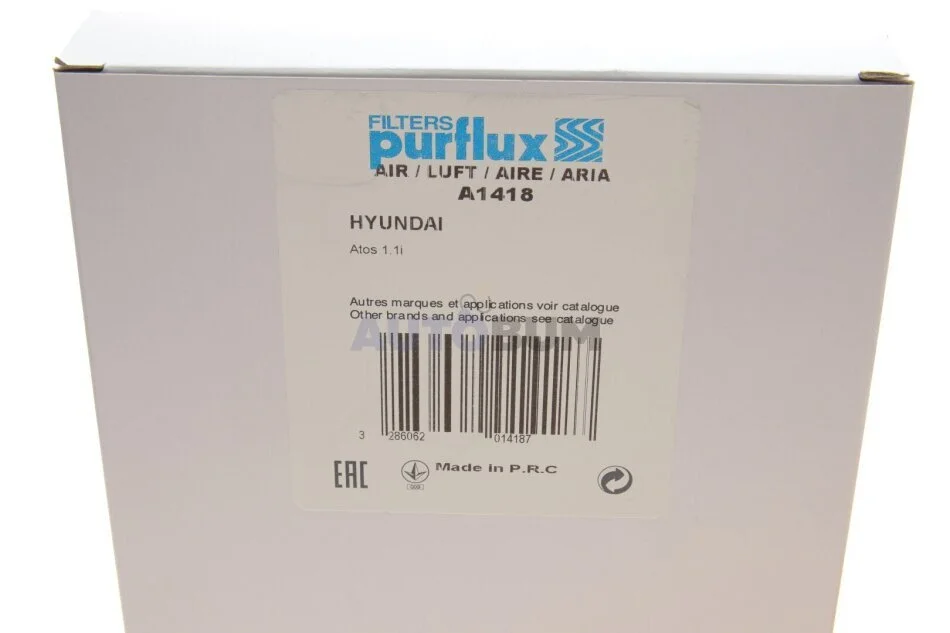 FILTERS
purflux
AIR / LUFT / AIRE / ARIA
A1418
HYUNDAI
Atos 1.1i
Autres marques et applications voir catalogue
Other brands and applications see catalogue
AUTOBUM
3 286062 014187
EAC
Made in P.R.C